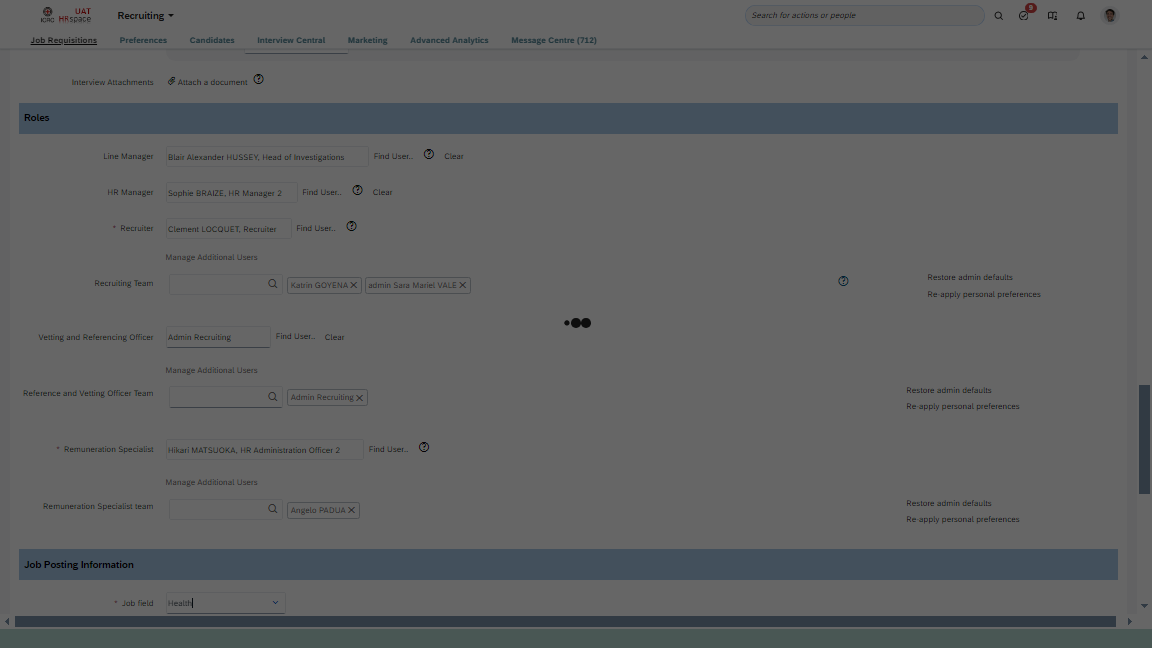 ICRC UAT HRspace Recruiting Search for actions or people 9
Job Requisitions Preferences Candidates Interview Central Marketing Advanced Analytics Message Centre (712)
Interview Attachments Attach a document
Roles
Line Manager Blair Alexander HUSSEY, Head of Investigations Find User.. Clear
HR Manager Sophie BRAIZE, HR Manager 2 Find User.. Clear
* Recruiter Clement LOCQUET, Recruiter Find User..
Manage Additional Users
Recruiting Team Katrin GOYENA admin Sara Mariel VALE Restore admin defaults
Re-apply personal preferences
Vetting and Referencing Officer Admin Recruiting Find User.. Clear
Manage Additional Users
Reference and Vetting Officer Team Admin Recruiting Restore admin defaults
Re-apply personal preferences
* Remuneration Specialist Hikari MATSUOKA, HR Administration Officer 2 Find User..
Manage Additional Users
Remuneration Specialist team Angelo PADUA Restore admin defaults
Re-apply personal preferences
Job Posting Information
* Job field Health